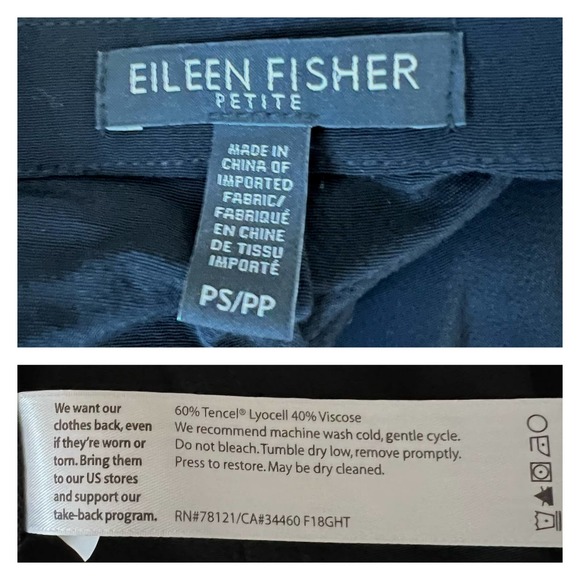 EILEEN FISHER
PETITE
MADE IN
CHINA OF
IMPORTED
FABRIC/
FABRIQUÉ
EN CHINE
DE TISSU
IMPORTÉ
PS/PP
We want our
clothes back, even
if they're worn or
torn. Bring them
to our US stores
and support our
take-back program.
60% Tencel® Lyocell 40% Viscose
We recommend machine wash cold, gentle cycle.
Do not bleach. Tumble dry low, remove promptly.
Press to restore. May be dry cleaned.
RN#78121/CA#34460 F18GHT